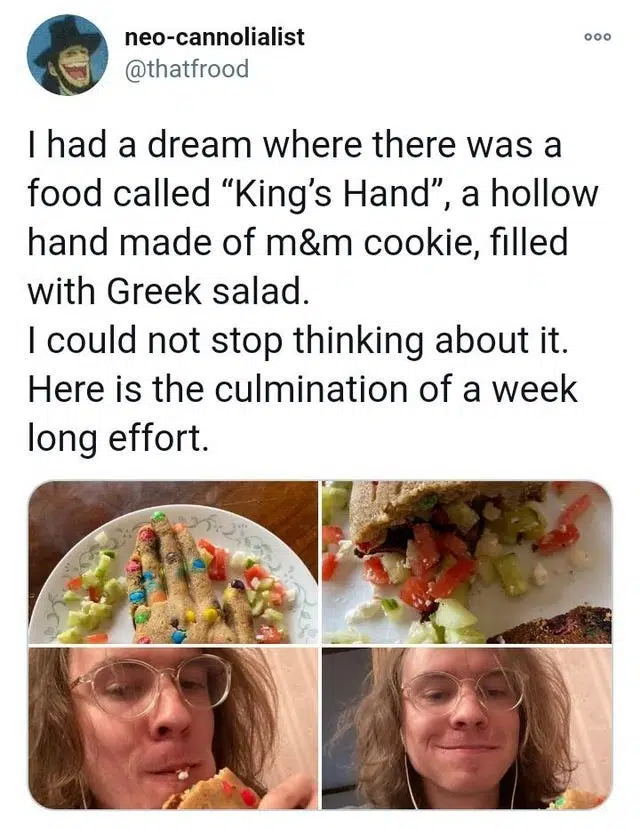 neo-cannolialist
@thatfrood
I had a dream where there was a
food called “King’s Hand”, a hollow
hand made of m&m cookie, filled
with Greek salad.
I could not stop thinking about it.
Here is the culmination of a week
long effort.